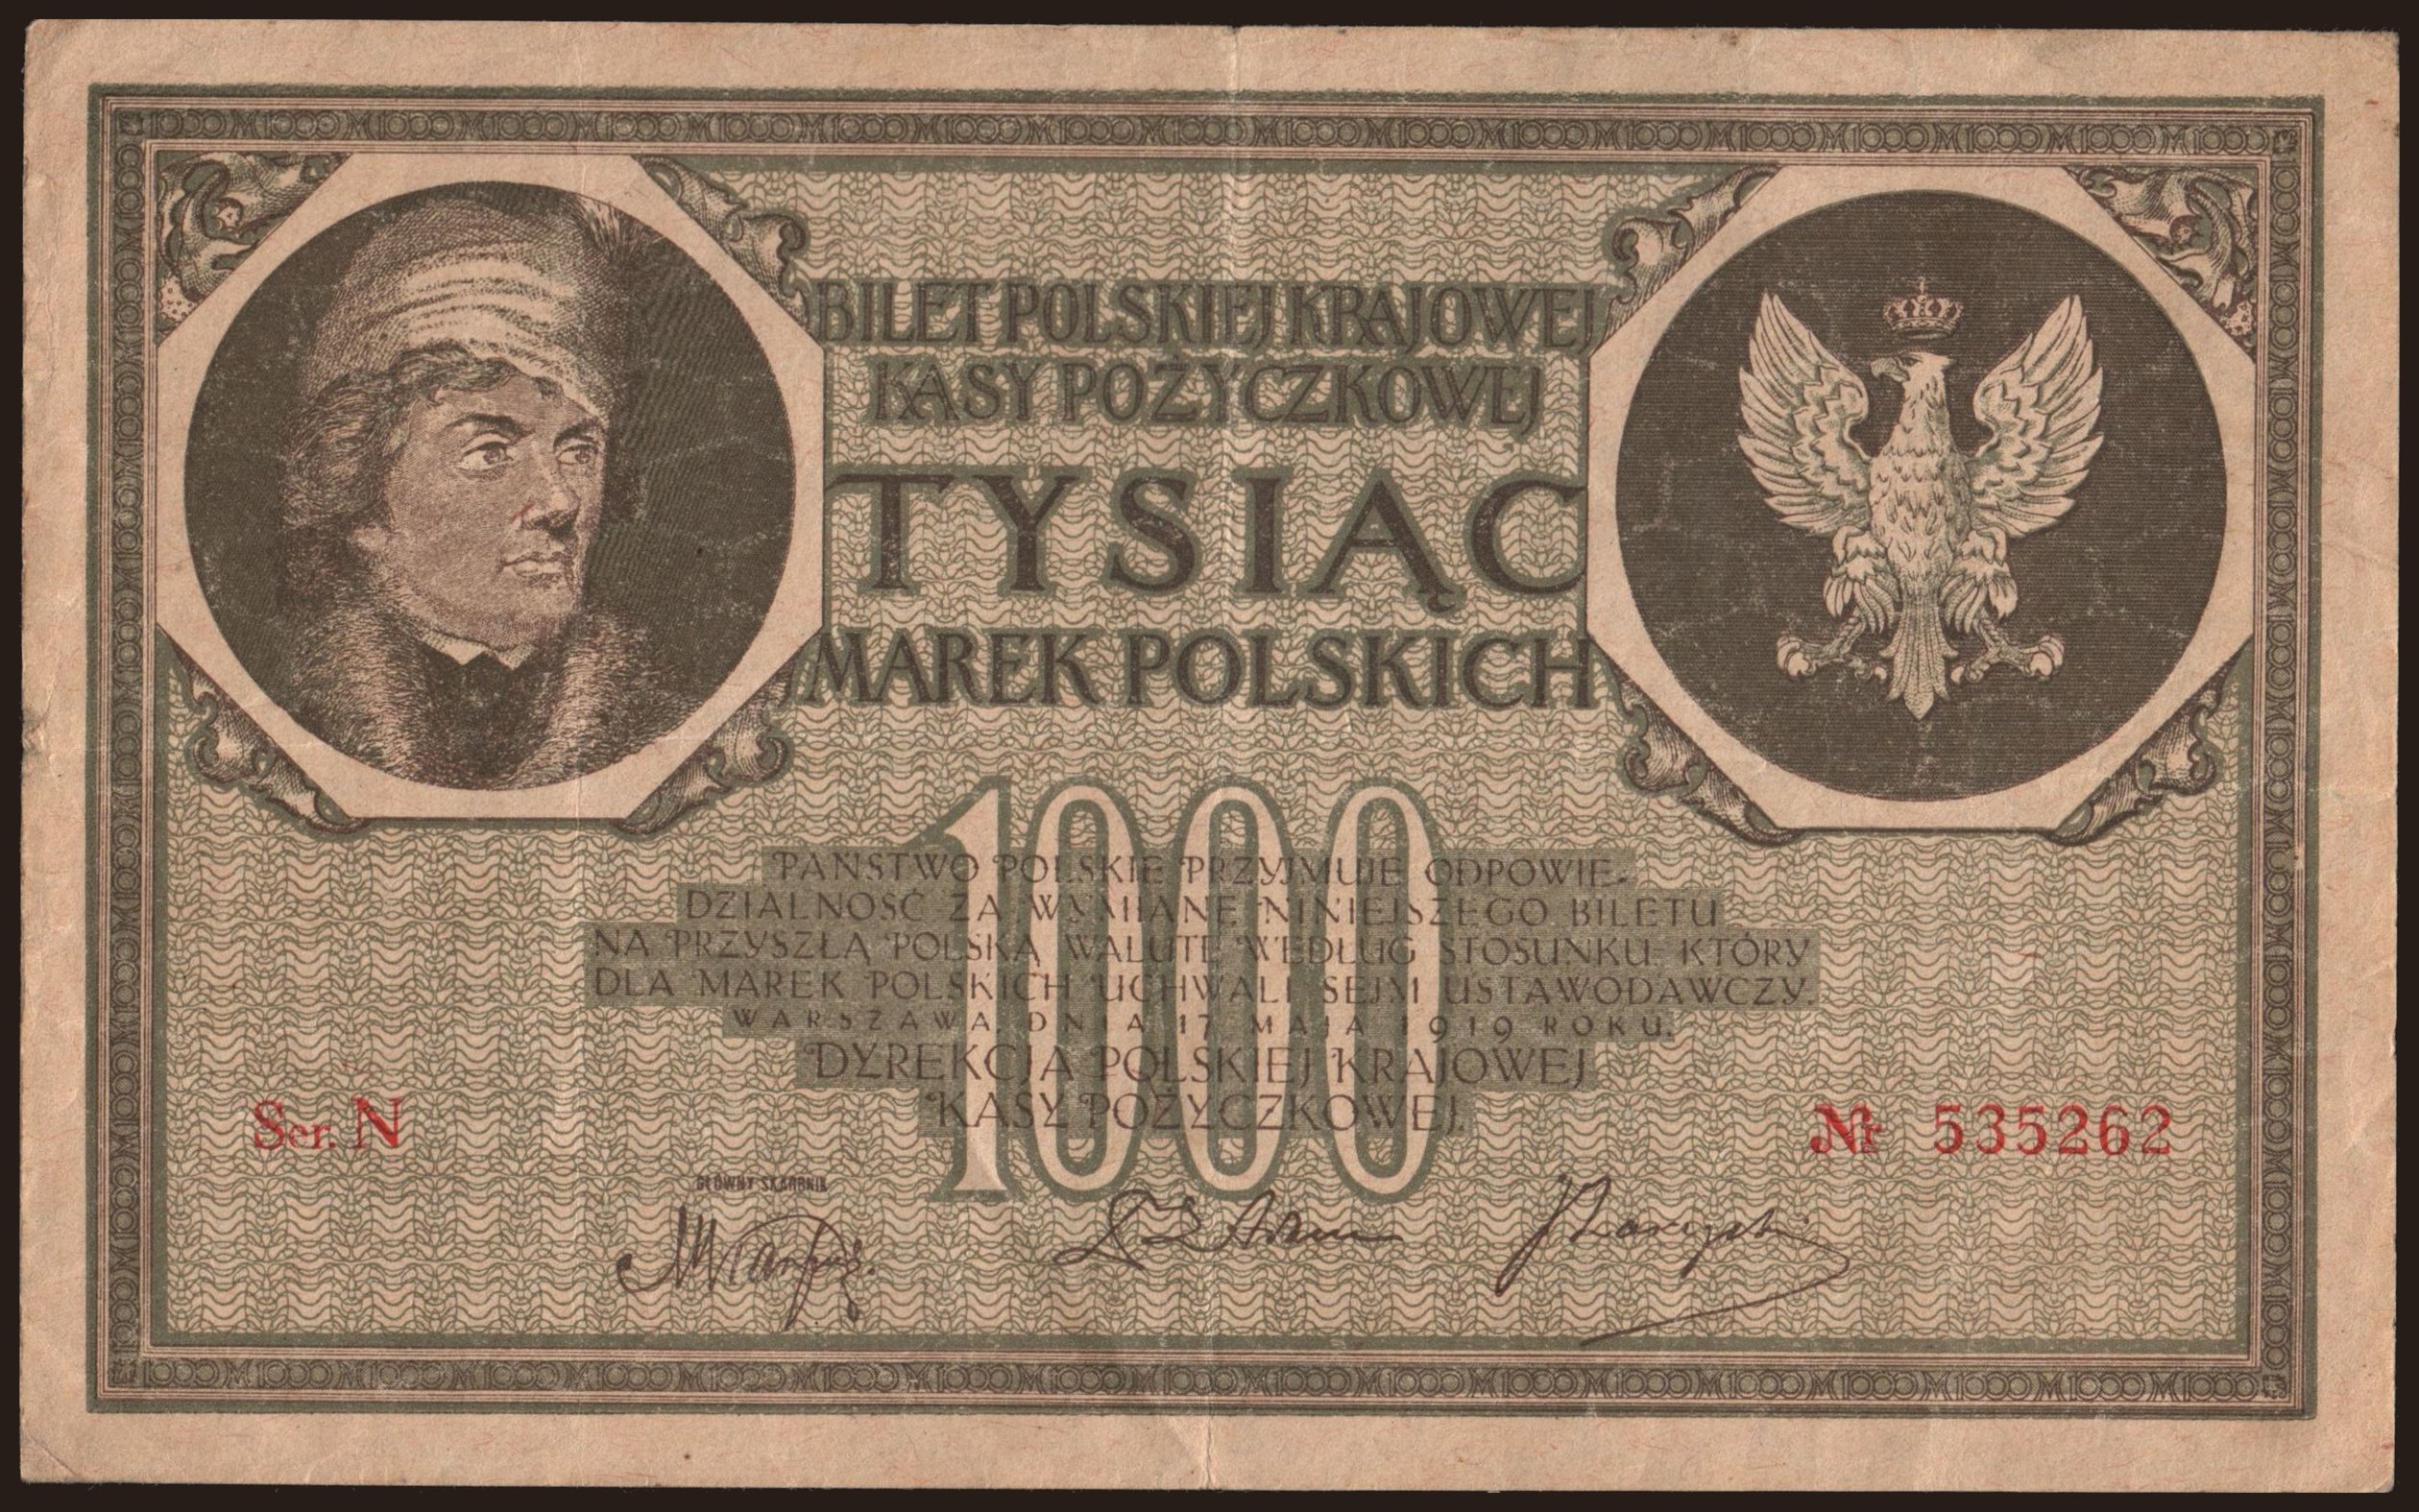 BILET POLSKIEJ KRAJOWEJ
KASY POŻYCZKOWEJ
TYSIĄC
MAREK POLSKICH
1000
PAŃSTWO POLSKIE PRZYJMUJE ODPOWIE-
DZIALNOŚĆ ZA WYMIANĘ NINIEJSZEGO BILETU
NA PRZYSZŁĄ POLSKĄ WALUTĘ WEDŁUG STOSUNKU, KTÓRY
DLA MAREK POLSKICH UCHWALI SEJM USTAWODAWCZY.
WARSZAWA, DNIA 17 MAJA 1919 ROKU.
DYREKCJA POLSKIEJ KRAJOWEJ
KASY POŻYCZKOWEJ.
Ser. N
Nr 535262
GŁÓWNY SKARBNIK